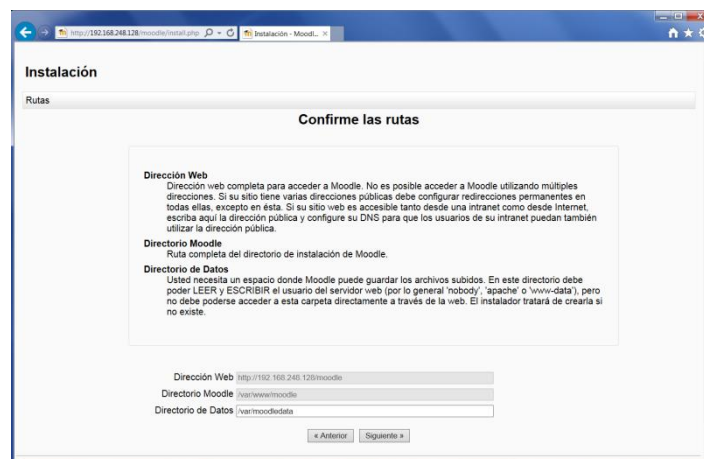 http://192.168.248.128/moodle/install.php
Instalación - Moodl...
Instalación
Rutas
Confirme las rutas
Dirección Web
Dirección web completa para acceder a Moodle. No es posible acceder a Moodle utilizando múltiples
direcciones. Si su sitio tiene varias direcciones públicas debe configurar redirecciones permanentes en
todas ellas, excepto en ésta. Si su sitio web es accesible tanto desde una intranet como desde Internet,
escriba aquí la dirección pública y configure su DNS para que los usuarios de su intranet puedan también
utilizar la dirección pública.
Directorio Moodle
Ruta completa del directorio de instalación de Moodle.
Directorio de Datos
Usted necesita un espacio donde Moodle puede guardar los archivos subidos. En este directorio debe
poder LEER y ESCRIBIR el usuario del servidor web (por lo general 'nobody', 'apache' o 'www-data'), pero
no debe poderse acceder a esta carpeta directamente a través de la web. El instalador tratará de crearla si
no existe.
Dirección Web http://192.168.248.128/moodle
Directorio Moodle /var/www/moodle
Directorio de Datos /var/moodledata
« Anterior Siguiente »